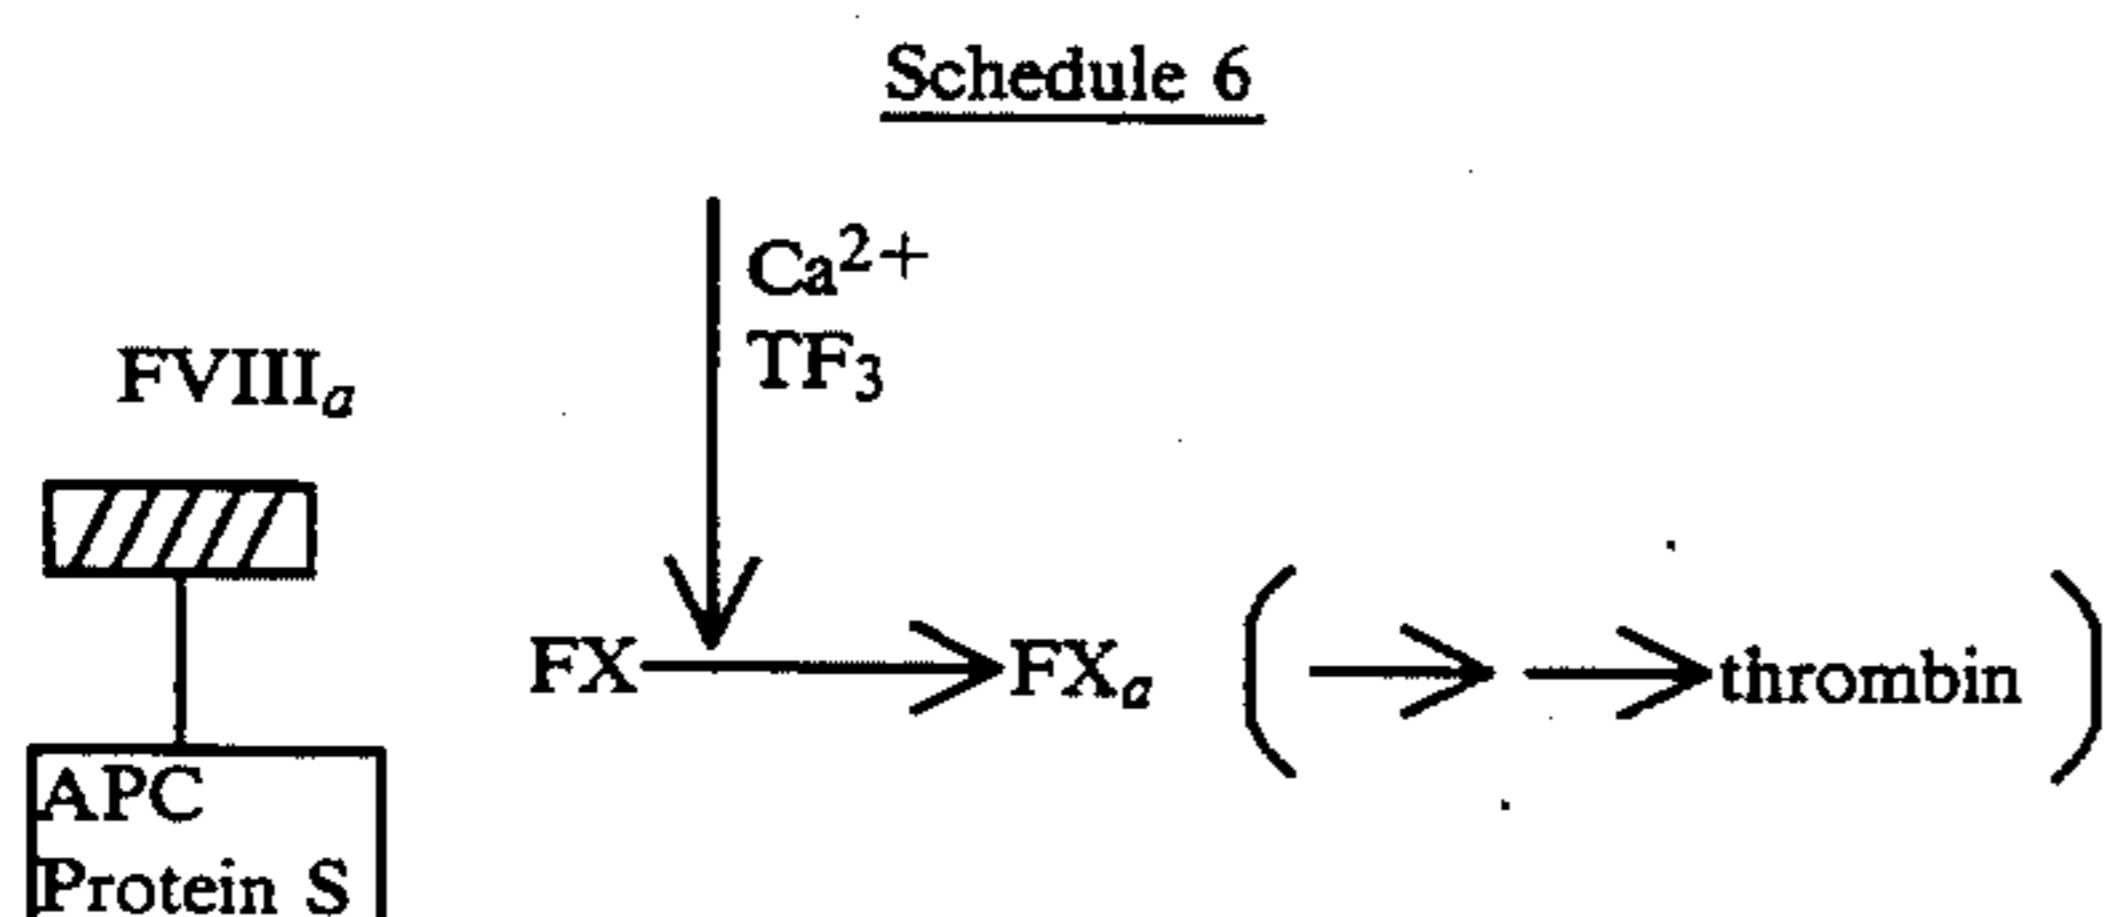 Schedule 6
Ca²⁺
TF₃
FVIIIₐ
FX FXₐ ( thrombin )
APC
Protein S